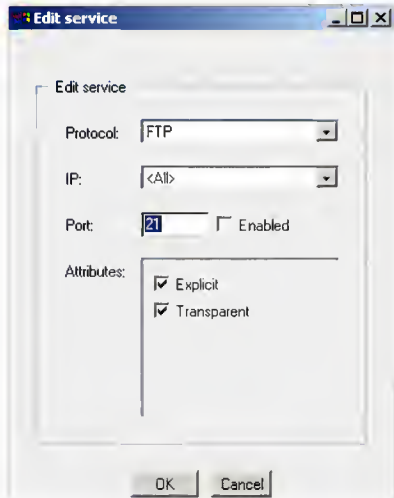 Edit service
Edit service
Protocol: FTP
IP: <All>
Port: 21 Enabled
Attributes: Explicit
Transparent
OK Cancel